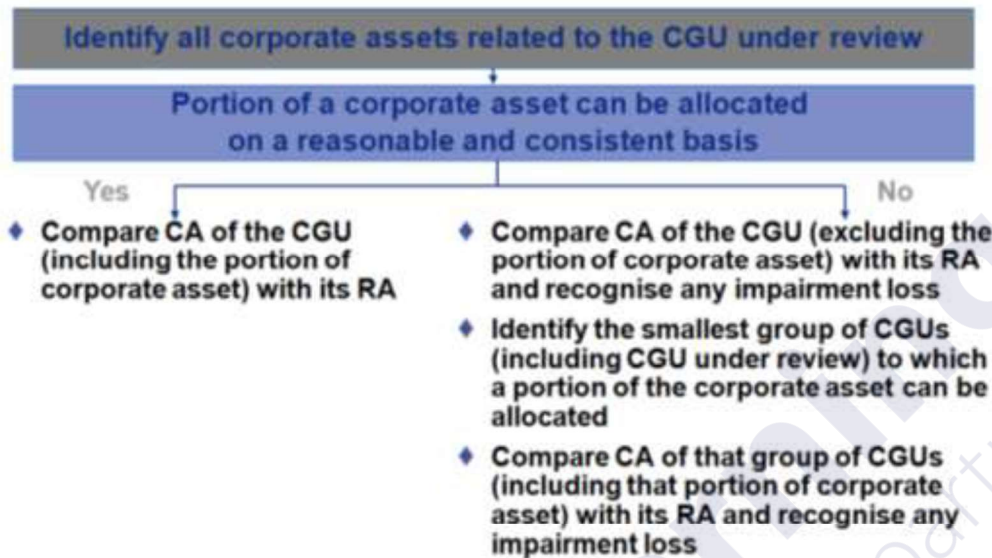 Identify all corporate assets related to the CGU under review
Portion of a corporate asset can be allocated
on a reasonable and consistent basis
Yes
No
♦ Compare CA of the CGU
(including the portion of
corporate asset) with its RA
♦ Compare CA of the CGU (excluding the
portion of corporate asset) with its RA
and recognise any impairment loss
♦ Identify the smallest group of CGUs
(including CGU under review) to which
a portion of the corporate asset can be
allocated
♦ Compare CA of that group of CGUs
(including that portion of corporate
asset) with its RA and recognise any
impairment loss